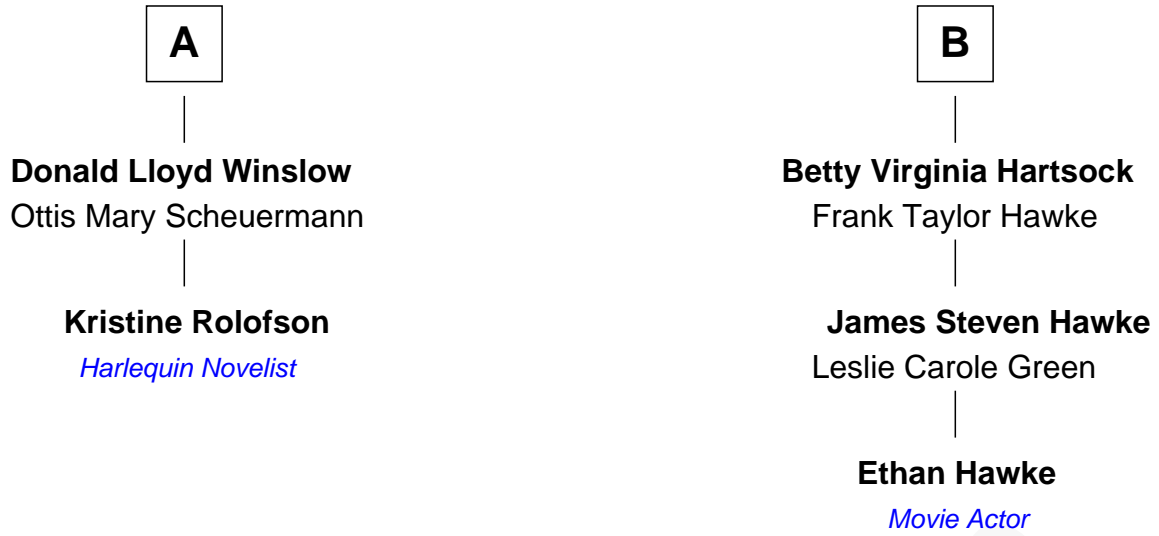 A
B
Donald Lloyd Winslow
Ottis Mary Scheuermann
Kristine Rolofson
Harlequin Novelist
Betty Virginia Hartsock
Frank Taylor Hawke
James Steven Hawke
Leslie Carole Green
Ethan Hawke
Movie Actor